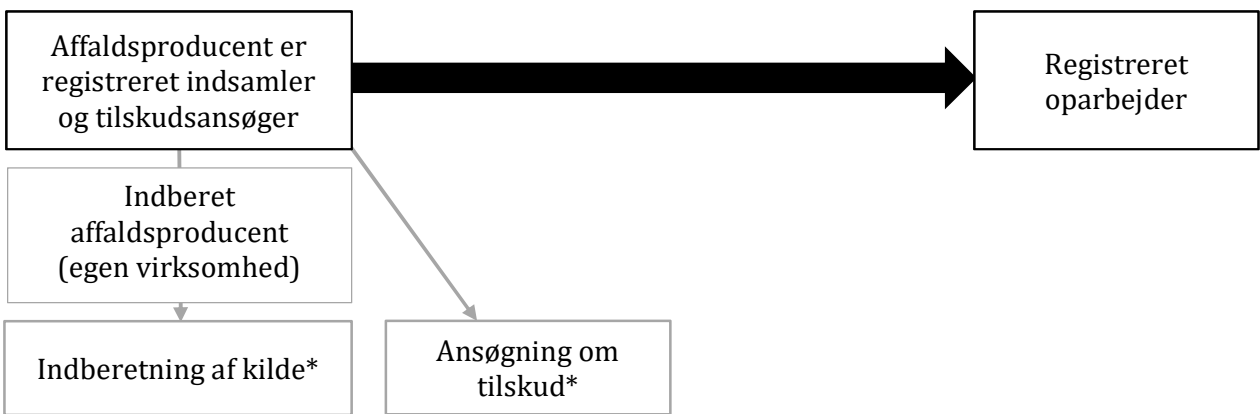 Affaldsproducent er
registreret indsamler
og tilskudsansøger
Registreret
oparbejder
Indberet
affaldsproducent
(egen virksomhed)
Indberetning af kilde*
Ansøgning om
tilskud*